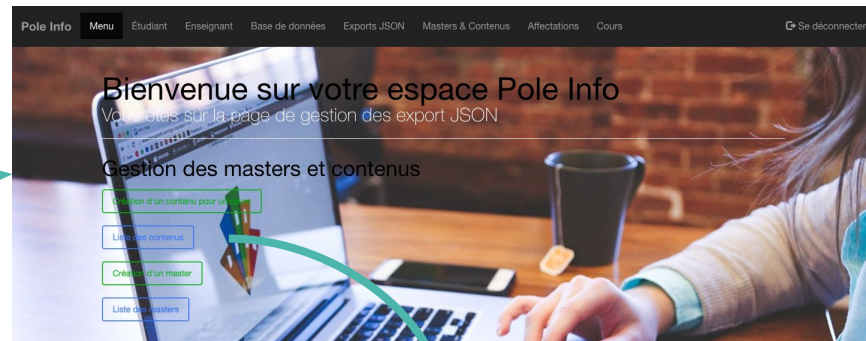 Pole Info Menu Étudiant Enseignant Base de données Exports JSON Masters & Contenus Affectations Cours Se déconnecter
Bienvenue sur votre espace Pole Info
Vous êtes sur la page de gestion des export JSON
Gestion des masters et contenus
Création d'un contenu pour un
Liste des contenus
Création d'un master
Liste des masters